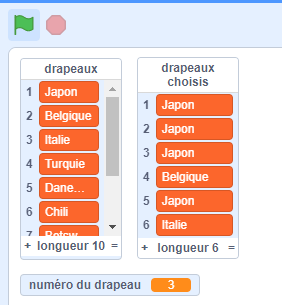 drapeaux
1 Japon
2 Belgique
3 Italie
4 Turquie
5 Dane...
6 Chili
7
+ longueur 10 =
drapeaux
choisis
1 Japon
2 Japon
3 Japon
4 Belgique
5 Japon
6 Italie
+ longueur 6 =
numéro du drapeau 3